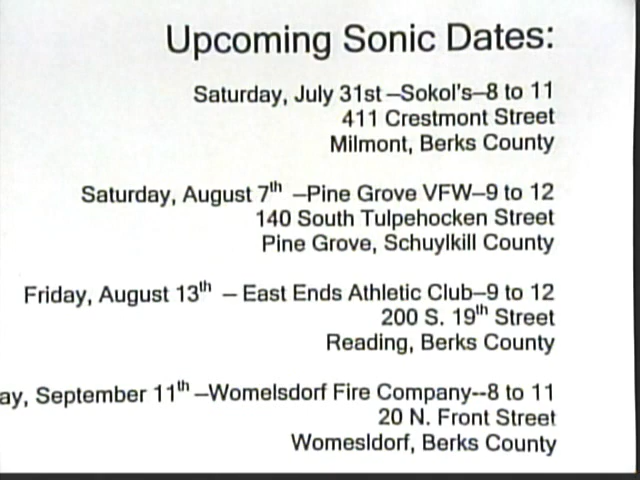 Upcoming Sonic Dates:
Saturday, July 31st –Sokol's–8 to 11
411 Crestmont Street
Milmont, Berks County
Saturday, August 7th –Pine Grove VFW–9 to 12
140 South Tulpehocken Street
Pine Grove, Schuylkill County
Friday, August 13th – East Ends Athletic Club–9 to 12
200 S. 19th Street
Reading, Berks County
ay, September 11th –Womelsdorf Fire Company--8 to 11
20 N. Front Street
Womesldorf, Berks County